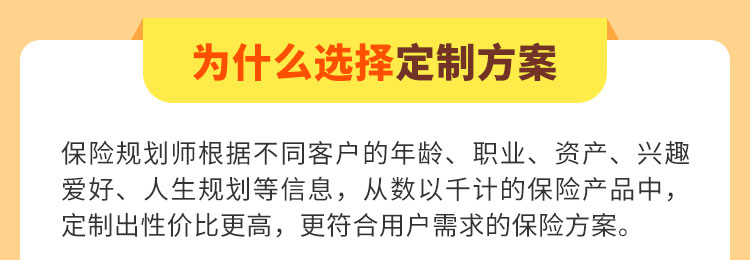 为什么选择定制方案
保险规划师根据不同客户的年龄、职业、资产、兴趣
爱好、人生规划等信息，从数以千计的保险产品中，
定制出性价比更高，更符合用户需求的保险方案。